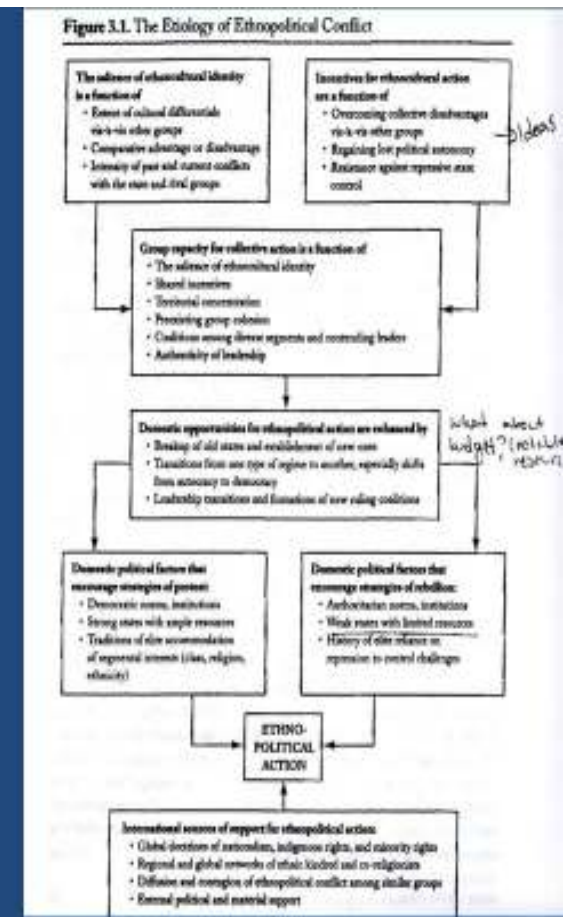 Figure 3.1. The Etiology of Ethnopolitical Conflict
The salience of ethnocultural identity
is a function of
• Extent of cultural differentials
vis-à-vis other groups
• Comparative advantage or disadvantage
• Intensity of past and current conflicts
with the state and rival groups
Incentives for ethnocultural action
are a function of
• Overcoming collective disadvantages
vis-à-vis other groups
• Regaining lost political autonomy
• Resistance against repressive state
control
Ideas
Group capacity for collective action is a function of
• The salience of ethnocultural identity
• Shared incentives
• Territorial concentration
• Preexisting group cohesion
• Coalitions among diverse segments and contending leaders
• Authenticity of leadership
Domestic opportunities for ethnopolitical action are enhanced by
• Breakup of old states and establishment of new ones
• Transitions from one type of regime to another, especially shifts
from autocracy to democracy
• Leadership transitions and formations of new ruling coalitions
What about
Domestic political factors that
encourage strategies of protest:
• Democratic norms, institutions
• Strong states with ample resources
• Traditions of elite accommodation
of segmental interests (class, religion,
ethnicity)
Domestic political factors that
encourage strategies of rebellion:
• Authoritarian norms, institutions
• Weak states with limited resources
• History of elite reliance on
repression to control challenges
ETHNO-
POLITICAL
ACTION
International sources of support for ethnopolitical action:
• Global doctrines of nationalism, indigenous rights, and minority rights
• Regional and global networks of ethnic kindred and co-religionists
• Diffusion and contagion of ethnopolitical conflict among similar groups
• External political and material support